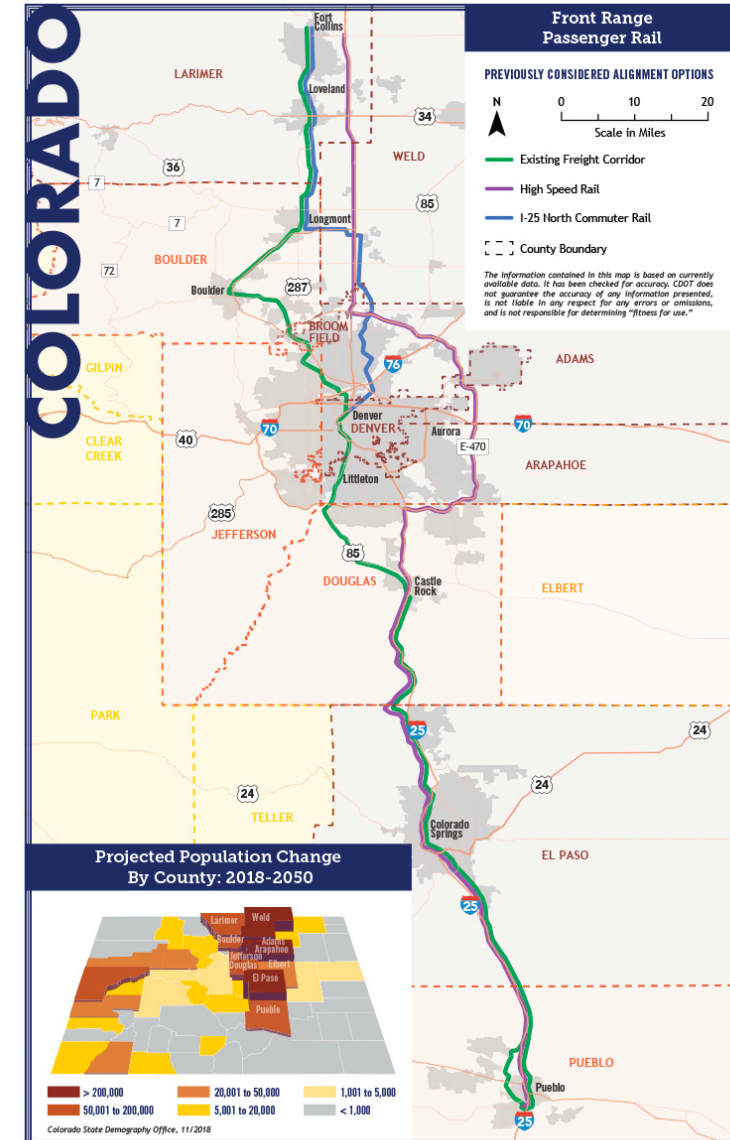 COLORADO
Front Range
Passenger Rail
PREVIOUSLY CONSIDERED ALIGNMENT OPTIONS
N
0 10 20
Scale in Miles
Existing Freight Corridor
High Speed Rail
I-25 North Commuter Rail
County Boundary
The information contained in this map is based on currently
available data. It has been checked for accuracy. CDOT does
not guarantee the accuracy of any information presented,
is not liable in any respect for any errors or omissions,
and is not responsible for determining "fitness for use."
Fort
Collins
LARIMER
Loveland
34
WELD
36
7
85
7
Longmont
BOULDER
72
287
Boulder
BROOM
FIELD
ADAMS
76
GILPIN
Denver
70
DENVER
Aurora
70
40
E-470
CLEAR
CREEK
ARAPAHOE
Littleton
285
JEFFERSON
85
DOUGLAS
Castle
Rock
ELBERT
PARK
25
24
24
24
TELLER
Colorado
Springs
EL PASO
25
PUEBLO
Pueblo
25
Projected Population Change
By County: 2018-2050
Larimer
Weld
Boulder
Adams
Arapahoe
Jefferson
Douglas
Elbert
El Paso
Pueblo
> 200,000
20,001 to 50,000
1,001 to 5,000
50,001 to 200,000
5,001 to 20,000
< 1,000
Colorado State Demography Office, 11/2018